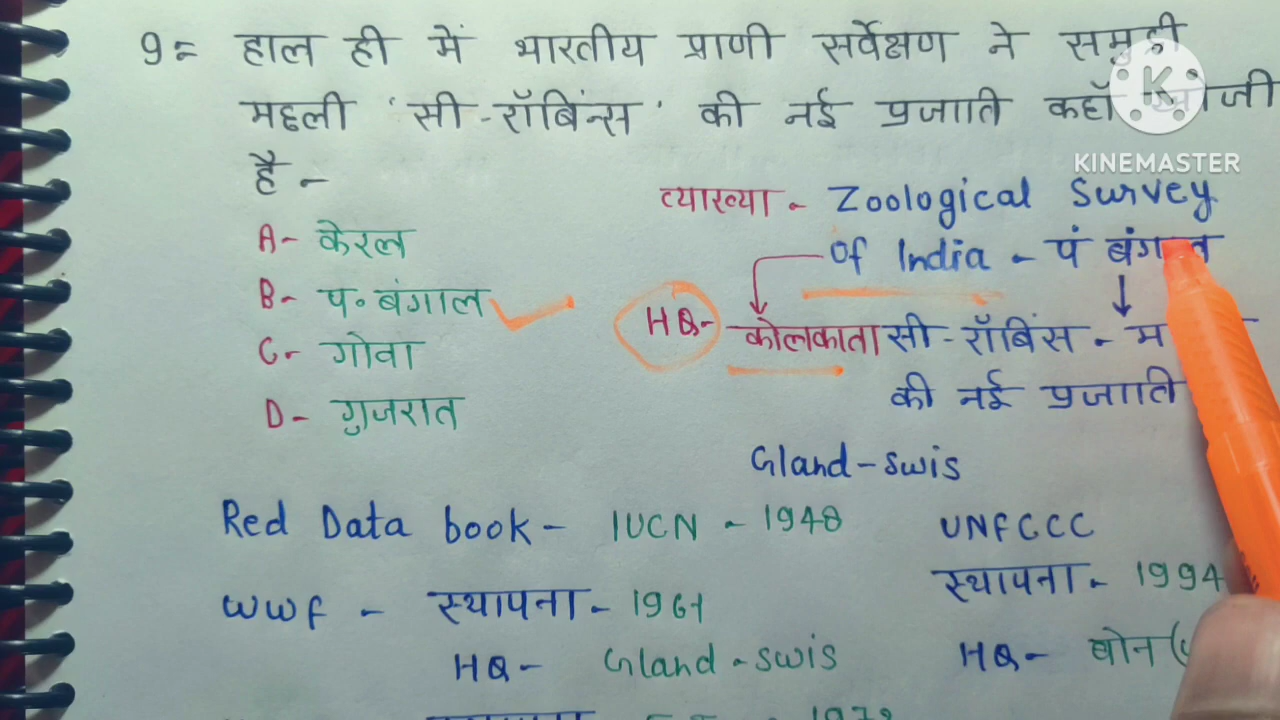 9= हाल ही में भारतीय प्राणी सर्वेक्षण ने समुद्री
मछली 'सी-रॉबिंन्स' की नई प्रजाति कहाँ
है -
KINEMASTER
व्याख्या - Zoological Survey
of India - पं बंगाल
HQ- कोलकाता सी-रॉबिंस -
की नई प्रजाति
A- केरल
B- प॰ बंगाल
C- गोवा
D- गुजरात
Gland-swis
Red Data book - IUCN - 1948
WWF - स्थापना - 1961
HQ - Gland-swis
UNFCCC
स्थापना - 1994
HQ - बोन